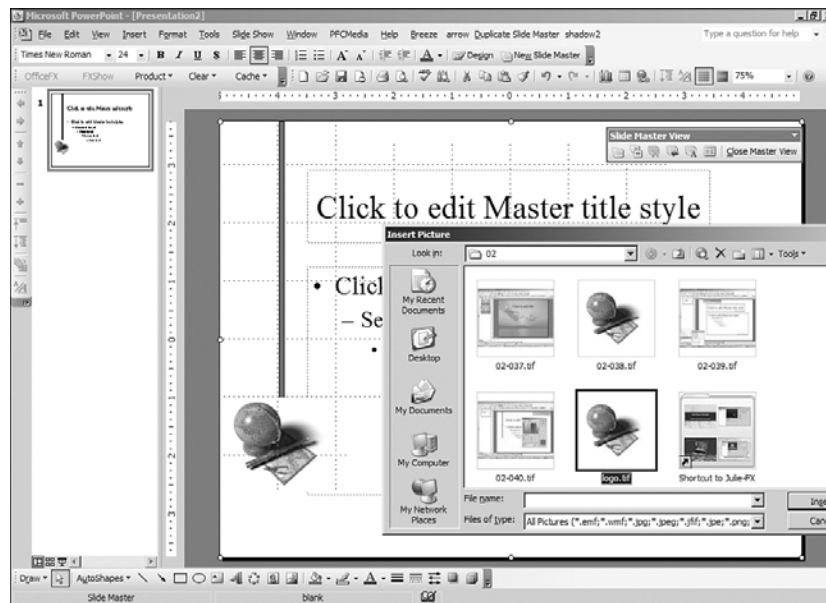 Microsoft PowerPoint - [Presentation2]
File Edit View Insert Format Tools Slide Show Window PFCMedia Help Breeze arrow Duplicate Slide Master shadow2
Type a question for help
Times New Roman 24 B I U S A A A Design New Slide Master
OfficeFX FXShow Product Clear Cache 75%
1
Slide Master View
Close Master View
Click to edit Master title style
Insert Picture
Look in: 02 Tools
Click
– Se
My Recent
Documents
Desktop
My Documents
My Computer
My Network
Places
02-037.tif 02-038.tif 02-039.tif
02-040.tif logo.tif Shortcut to Julie-FX
File name: Inse
Files of type: All Pictures (*.emf;*.wmf;*.jpg;*.jpeg;*.jfif;*.jpe;*.png; Canc
Draw AutoShapes A
Slide Master blank